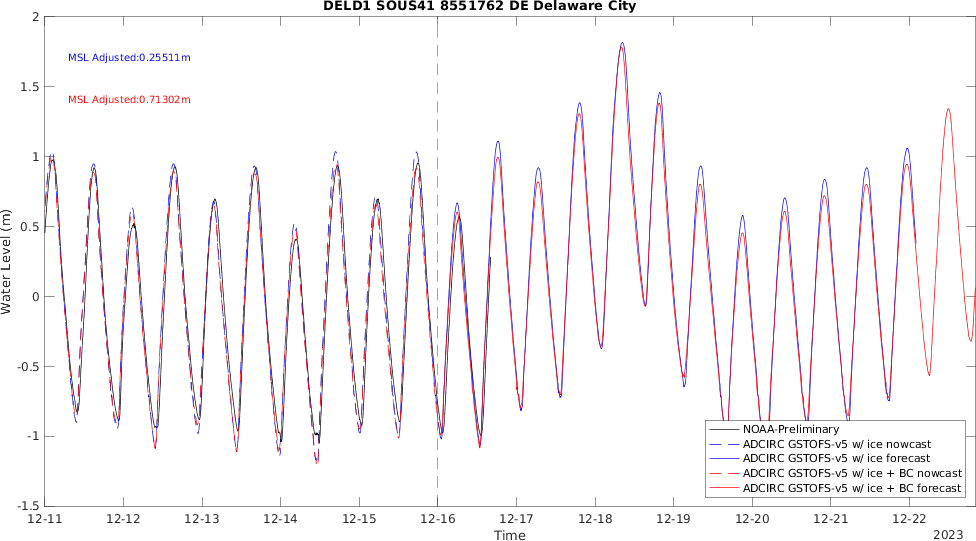 DELD1 SOUS41 8551762 DE Delaware City
2
1.5
1
0.5
0
-0.5
-1
-1.5
Water Level (m)
MSL Adjusted:0.25511m
MSL Adjusted:0.71302m
NOAA-Preliminary
ADCIRC GSTOFS-v5 w/ ice nowcast
ADCIRC GSTOFS-v5 w/ ice forecast
ADCIRC GSTOFS-v5 w/ ice + BC nowcast
ADCIRC GSTOFS-v5 w/ ice + BC forecast
12-11 12-12 12-13 12-14 12-15 12-16 12-17 12-18 12-19 12-20 12-21 12-22
Time
2023